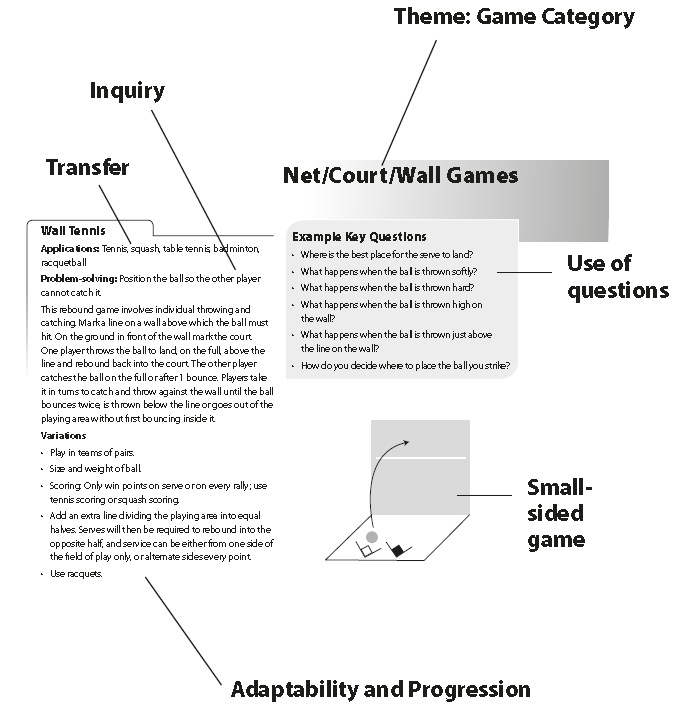 Theme: Game Category
Inquiry
Transfer
Net/Court/Wall Games
Wall Tennis
Applications: Tennis, squash, table tennis, badminton,
racquetball
Problem-solving: Position the ball so the other player
cannot catch it.
This rebound game involves individual throwing and
catching. Mark a line on a wall above which the ball must
hit. On the ground in front of the wall mark the court.
One player throws the ball to land, on the full, above the
line and rebound back into the court. The other player
catches the ball on the full or after 1 bounce. Players take
it in turns to catch and throw against the wall until the ball
bounces twice, is thrown below the line or goes out of the
playing area without first bouncing inside it.
Variations
• Play in teams of pairs.
• Size and weight of ball.
• Scoring: Only win points on serve or on every rally; use
tennis scoring or squash scoring.
• Add an extra line dividing the playing area into equal
halves. Serves will then be required to rebound into the
opposite half, and service can be either from one side of
the field of play only, or alternate sides every point.
• Use racquets.
Example Key Questions
• Where is the best place for the serve to land?
• What happens when the ball is thrown softly?
• What happens when the ball is thrown hard?
• What happens when the ball is thrown high on
the wall?
• What happens when the ball is thrown just above
the line on the wall?
• How do you decide where to place the ball you strike?
Use of
questions
Small-
sided
game
Adaptability and Progression